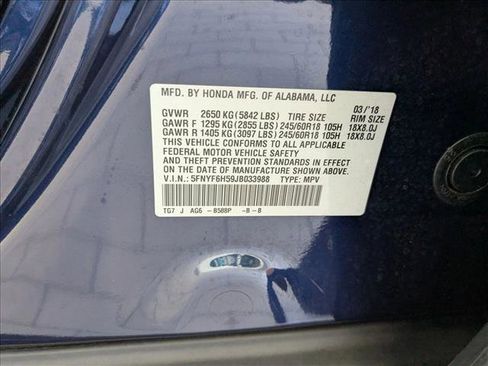 MFD. BY HONDA MFG. OF ALABAMA, LLC
03/'18
GVWR 2650 KG(5842 LBS) TIRE SIZE RIM SIZE
GAWR F 1295 KG(2855 LBS) 245/60R18 105H 18X8.0J
GAWR R 1405 KG(3097 LBS) 245/60R18 105H 18X8.0J
THIS VEHICLE CONFORMS TO ALL APPLICABLE
FEDERAL MOTOR VEHICLE SAFETY
AND THEFT PREVENTION STANDARDS IN
EFFECT ON THE DATE OF MANUFACTURE SHOWN ABOVE.
V.I.N.: 5FNYF6H59JB033988 TYPE: MPV
TG7 J AG6 -B588P -B -B